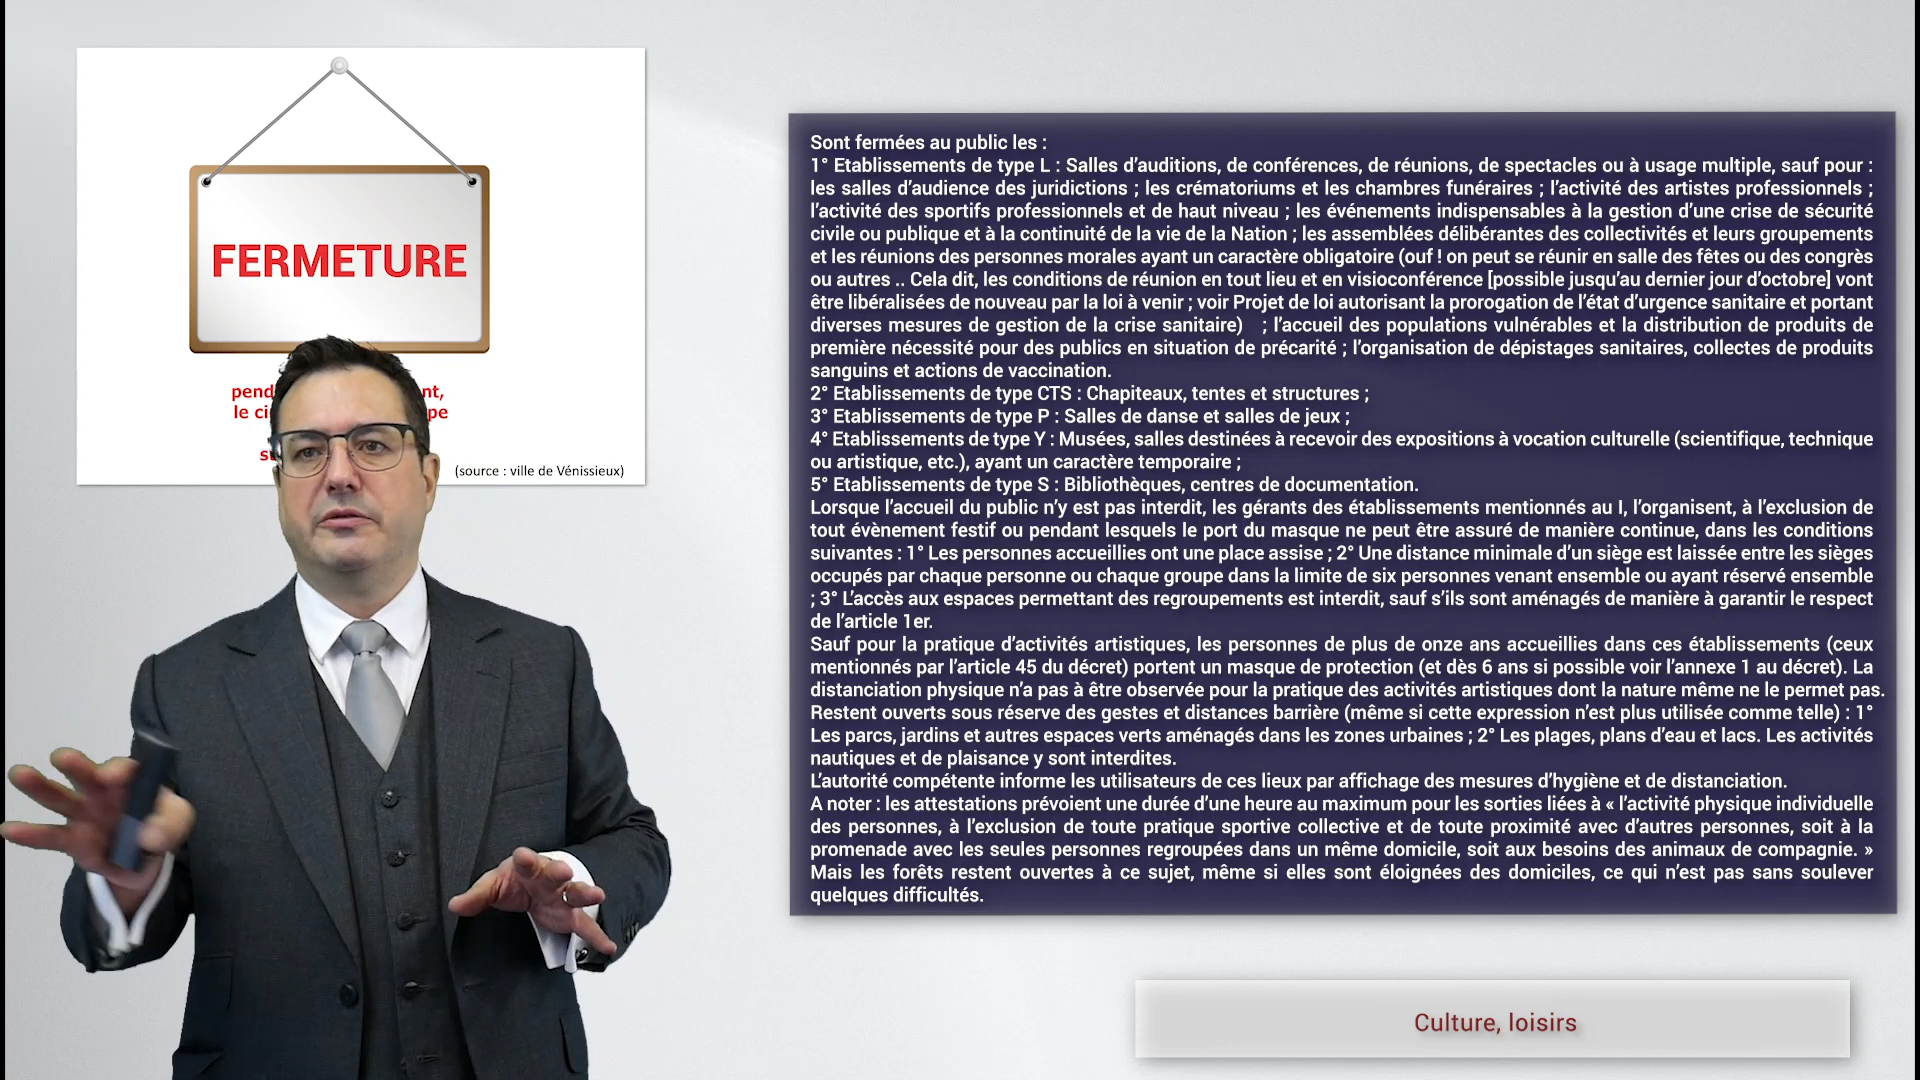 FERMETURE
le
(source : ville de Vénissieux)
Sont fermées au public les :
1° Etablissements de type L : Salles d’auditions, de conférences, de réunions, de spectacles ou à usage multiple, sauf pour :
les salles d’audience des juridictions ; les crématoriums et les chambres funéraires ; l’activité des artistes professionnels ;
l’activité des sportifs professionnels et de haut niveau ; les événements indispensables à la gestion d’une crise de sécurité
civile ou publique et à la continuité de la vie de la Nation ; les assemblées délibérantes des collectivités et leurs groupements
et les réunions des personnes morales ayant un caractère obligatoire (ouf ! on peut se réunir en salle des fêtes ou des congrès
ou autres .. Cela dit, les conditions de réunion en tout lieu et en visioconférence [possible jusqu’au dernier jour d’octobre] vont
être libéralisées de nouveau par la loi à venir ; voir Projet de loi autorisant la prorogation de l’état d’urgence sanitaire et portant
diverses mesures de gestion de la crise sanitaire) ; l’accueil des populations vulnérables et la distribution de produits de
première nécessité pour des publics en situation de précarité ; l’organisation de dépistages sanitaires, collectes de produits
sanguins et actions de vaccination.
2° Etablissements de type CTS : Chapiteaux, tentes et structures ;
3° Etablissements de type P : Salles de danse et salles de jeux ;
4° Etablissements de type Y : Musées, salles destinées à recevoir des expositions à vocation culturelle (scientifique, technique
ou artistique, etc.), ayant un caractère temporaire ;
5° Etablissements de type S : Bibliothèques, centres de documentation.
Lorsque l’accueil du public n’y est pas interdit, les gérants des établissements mentionnés au I, l’organisent, à l’exclusion de
tout évènement festif ou pendant lesquels le port du masque ne peut être assuré de manière continue, dans les conditions
suivantes : 1° Les personnes accueillies ont une place assise ; 2° Une distance minimale d’un siège est laissée entre les sièges
occupés par chaque personne ou chaque groupe dans la limite de six personnes venant ensemble ou ayant réservé ensemble
; 3° L’accès aux espaces permettant des regroupements est interdit, sauf s’ils sont aménagés de manière à garantir le respect
de l’article 1er.
Sauf pour la pratique d’activités artistiques, les personnes de plus de onze ans accueillies dans ces établissements (ceux
mentionnés par l’article 45 du décret) portent un masque de protection (et dès 6 ans si possible voir l’annexe 1 au décret). La
distanciation physique n’a pas à être observée pour la pratique des activités artistiques dont la nature même ne le permet pas.
Restent ouverts sous réserve des gestes et distances barrière (même si cette expression n’est plus utilisée comme telle) : 1°
Les parcs, jardins et autres espaces verts aménagés dans les zones urbaines ; 2° Les plages, plans d’eau et lacs. Les activités
nautiques et de plaisance y sont interdites.
L’autorité compétente informe les utilisateurs de ces lieux par affichage des mesures d’hygiène et de distanciation.
A noter : les attestations prévoient une durée d’une heure au maximum pour les sorties liées à « l’activité physique individuelle
des personnes, à l’exclusion de toute pratique sportive collective et de toute proximité avec d’autres personnes, soit à la
promenade avec les seules personnes regroupées dans un même domicile, soit aux besoins des animaux de compagnie. »
Mais les forêts restent ouvertes à ce sujet, même si elles sont éloignées des domiciles, ce qui n’est pas sans soulever
quelques difficultés.
Culture, loisirs